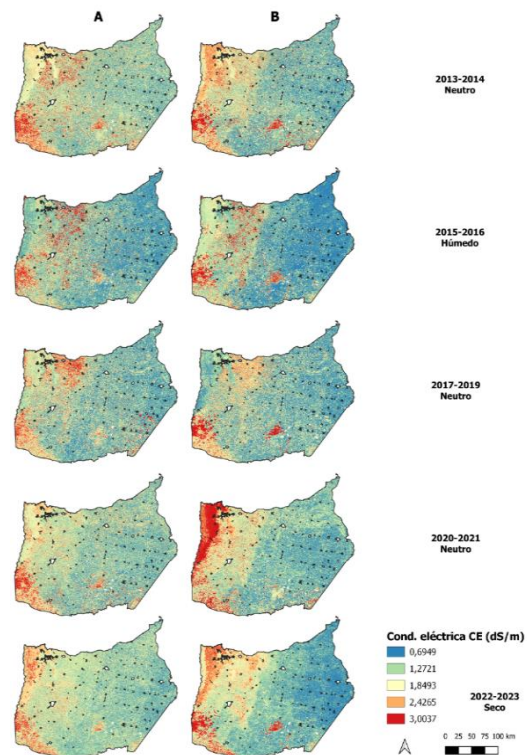 A B
2013-2014
Neutro
2015-2016
Húmedo
2017-2019
Neutro
2020-2021
Neutro
Cond. eléctrica CE (dS/m)
0,6949
1,2721
1,8493
2,4265
3,0037
2022-2023
Seco
0 25 50 75 100 km